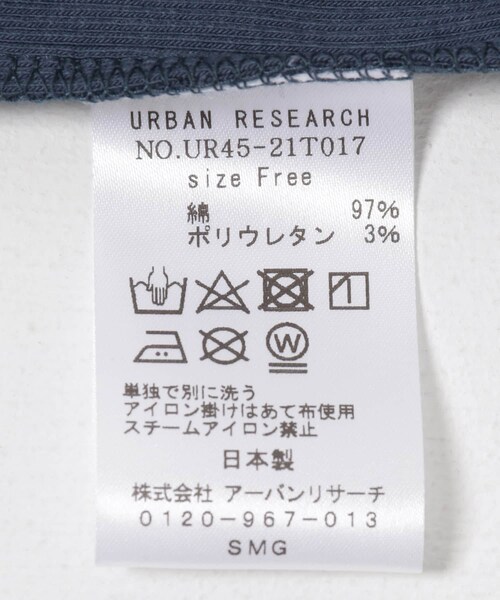 URBAN RESEARCH
NO.UR45-21T017
size Free
綿 97%
ポリウレタン 3%
W
単独で別に洗う
アイロン掛けはあて布使用
スチームアイロン禁止
日本製
株式会社 アーバンリサーチ
0120-967-013
SMG